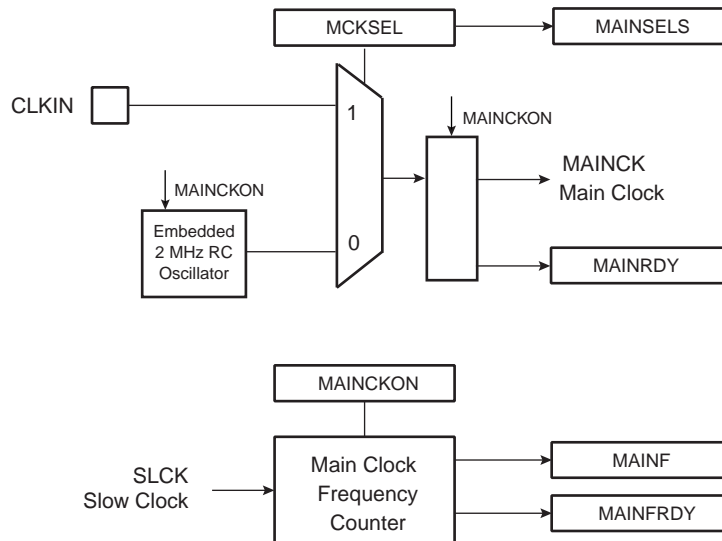 MCKSEL
MAINSELS
CLKIN
1
MAINCKON
MAINCK
Main Clock
MAINCKON
Embedded
2 MHz RC
Oscillator
0
MAINRDY
MAINCKON
SLCK
Slow Clock
Main Clock
Frequency
Counter
MAINF
MAINFRDY